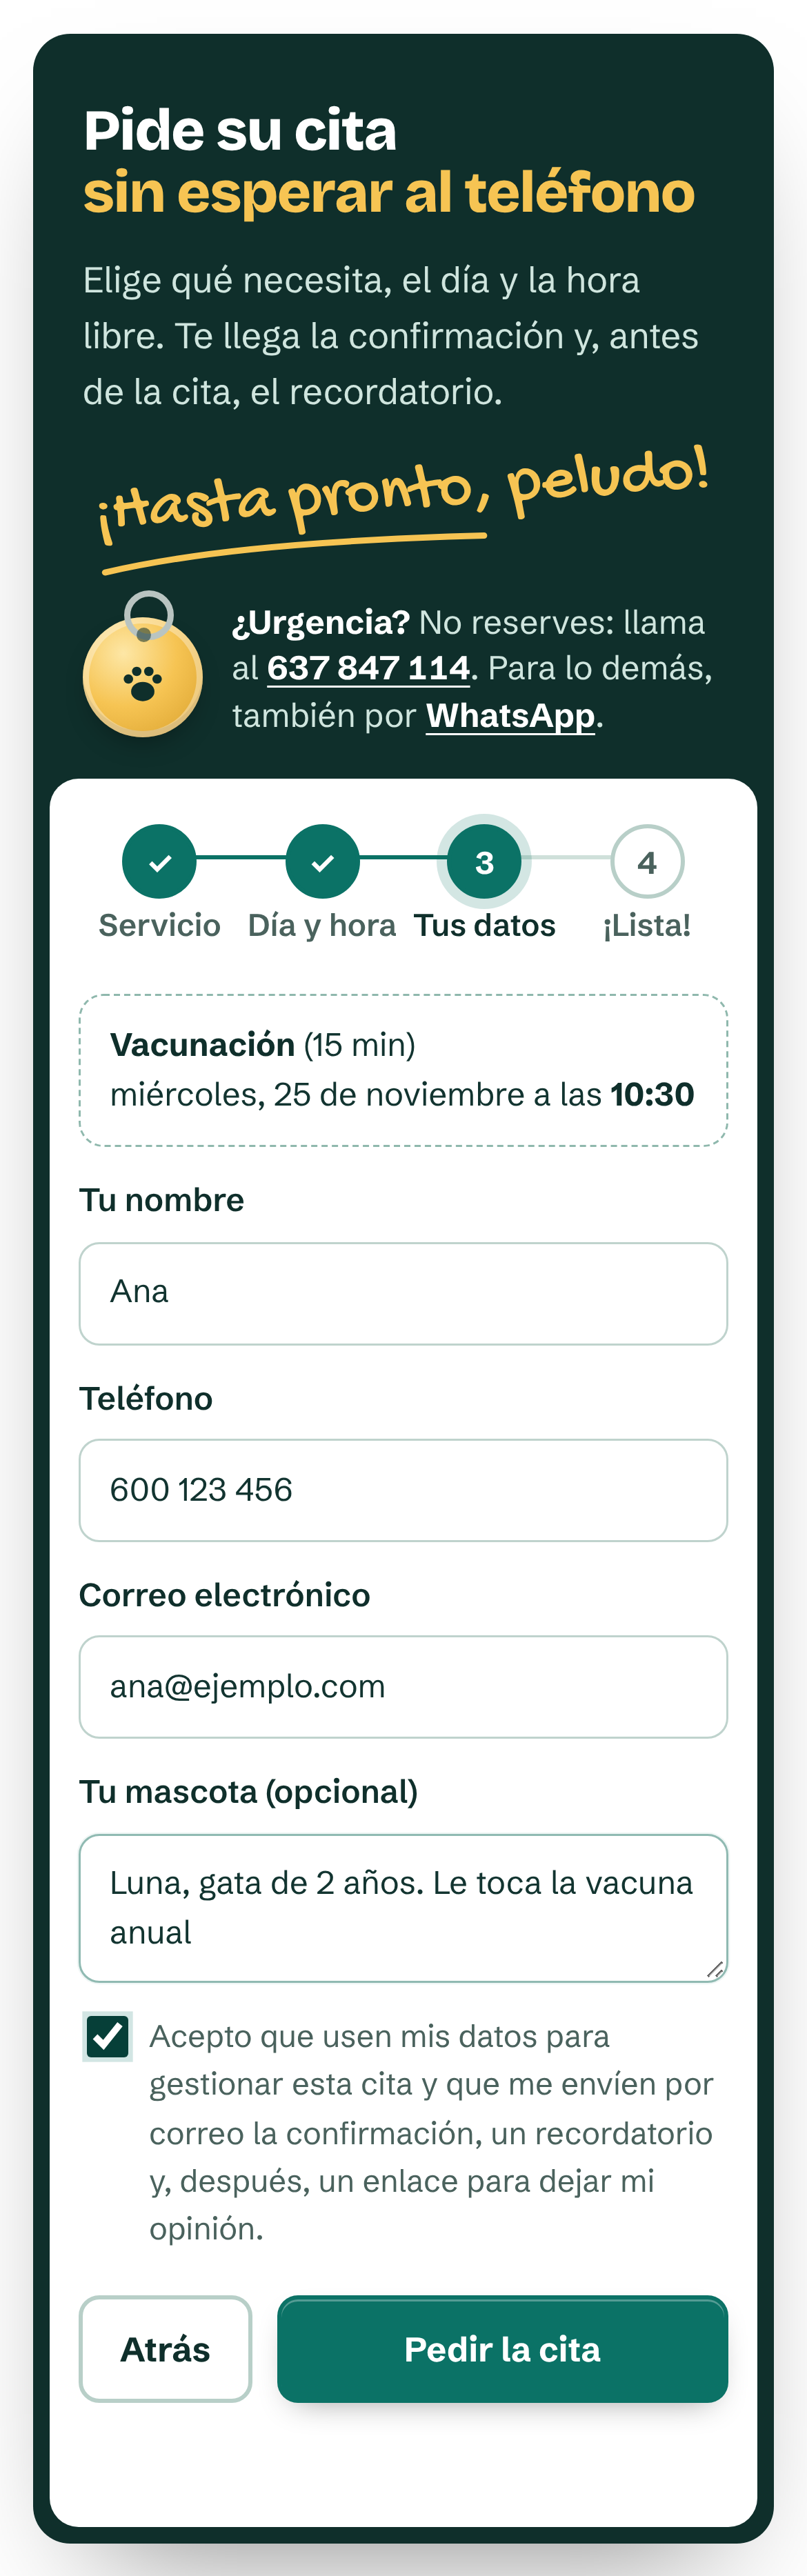 Pide su cita
sin esperar al teléfono
Elige qué necesita, el día y la hora
libre. Te llega la confirmación y, antes
de la cita, el recordatorio.
¡Hasta pronto, peludo!
¿Urgencia? No reserves: llama
al 637 847 114. Para lo demás,
también por WhatsApp.
3
4
Servicio
Día y hora
Tus datos
¡Lista!
Vacunación (15 min)
miércoles, 25 de noviembre a las 10:30
Tu nombre
Ana
Teléfono
600 123 456
Correo electrónico
ana@ejemplo.com
Tu mascota (opcional)
Luna, gata de 2 años. Le toca la vacuna
anual
Acepto que usen mis datos para
gestionar esta cita y que me envíen por
correo la confirmación, un recordatorio
y, después, un enlace para dejar mi
opinión.
Atrás
Pedir la cita